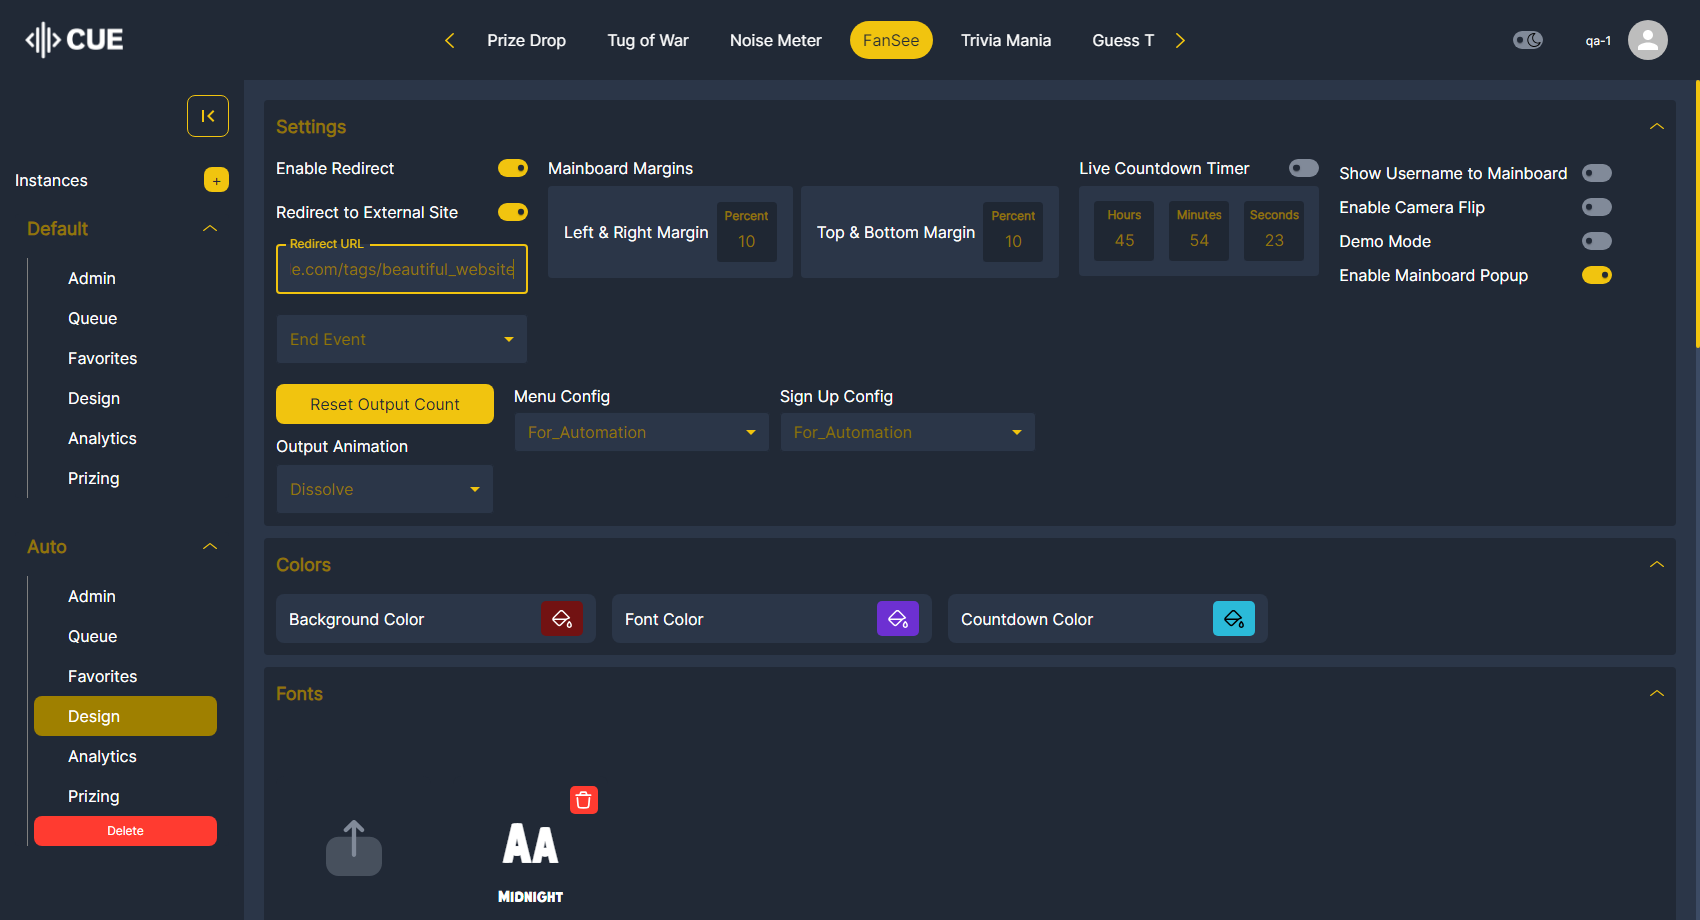 CUE
Prize Drop
Tug of War
Noise Meter
FanSee
Trivia Mania
Guess T
qa-1
Instances
+
Default
Admin
Queue
Favorites
Design
Analytics
Prizing
Auto
Admin
Queue
Favorites
Design
Analytics
Prizing
Delete
Settings
Enable Redirect
Redirect to External Site
Redirect URL
e.com/tags/beautiful_website
End Event
Mainboard Margins
Left & Right Margin
Percent
10
Top & Bottom Margin
Percent
10
Live Countdown Timer
Hours
45
Minutes
54
Seconds
23
Show Username to Mainboard
Enable Camera Flip
Demo Mode
Enable Mainboard Popup
Reset Output Count
Output Animation
Dissolve
Menu Config
For_Automation
Sign Up Config
For_Automation
Colors
Background Color
Font Color
Countdown Color
Fonts
AA
MIDNIGHT